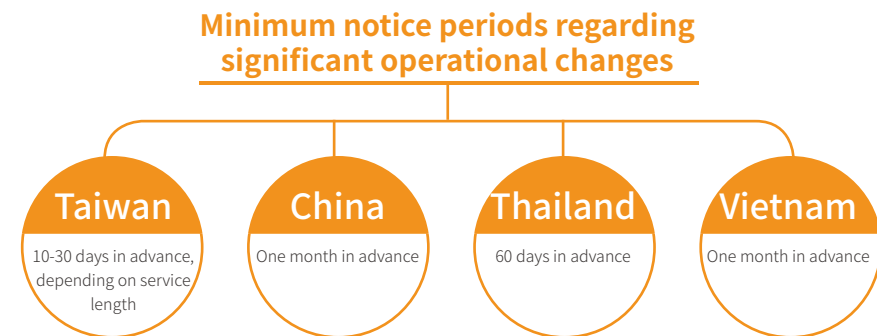 Minimum notice periods regarding
significant operational changes
Taiwan
10-30 days in advance,
depending on service
length
China
One month in advance
Thailand
60 days in advance
Vietnam
One month in advance